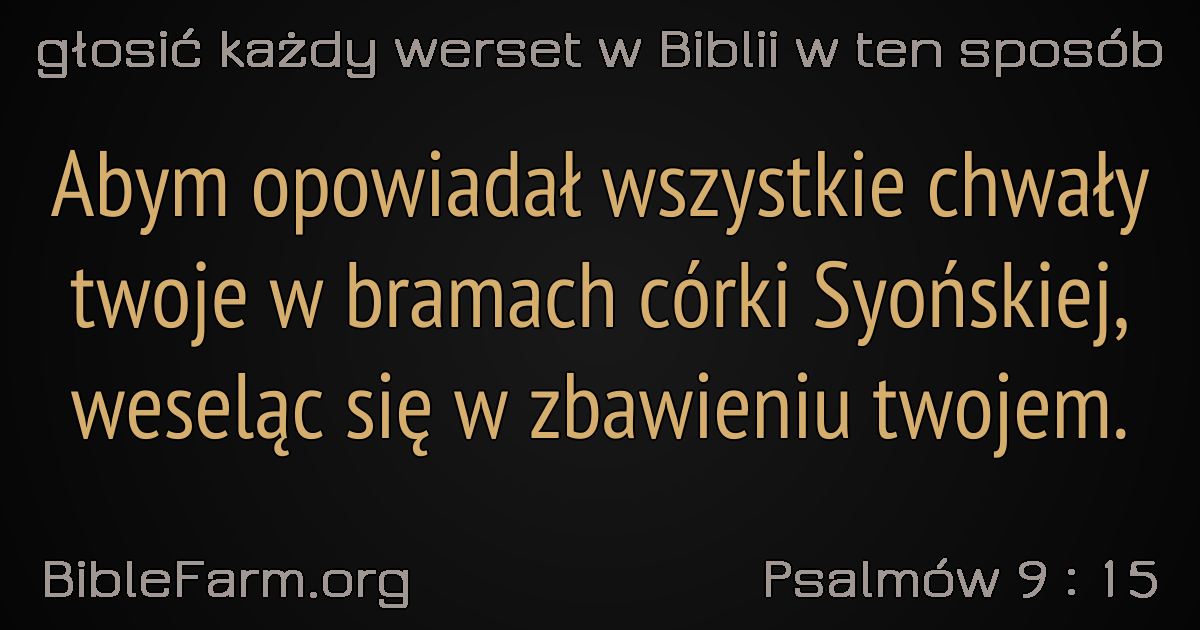 głosić każdy werset w Biblii w ten sposób
Abym opowiadał wszystkie chwały
twoje w bramach córki Syońskiej,
weseląc się w zbawieniu twojem.
BibleFarm.org
Psalmów 9 : 15